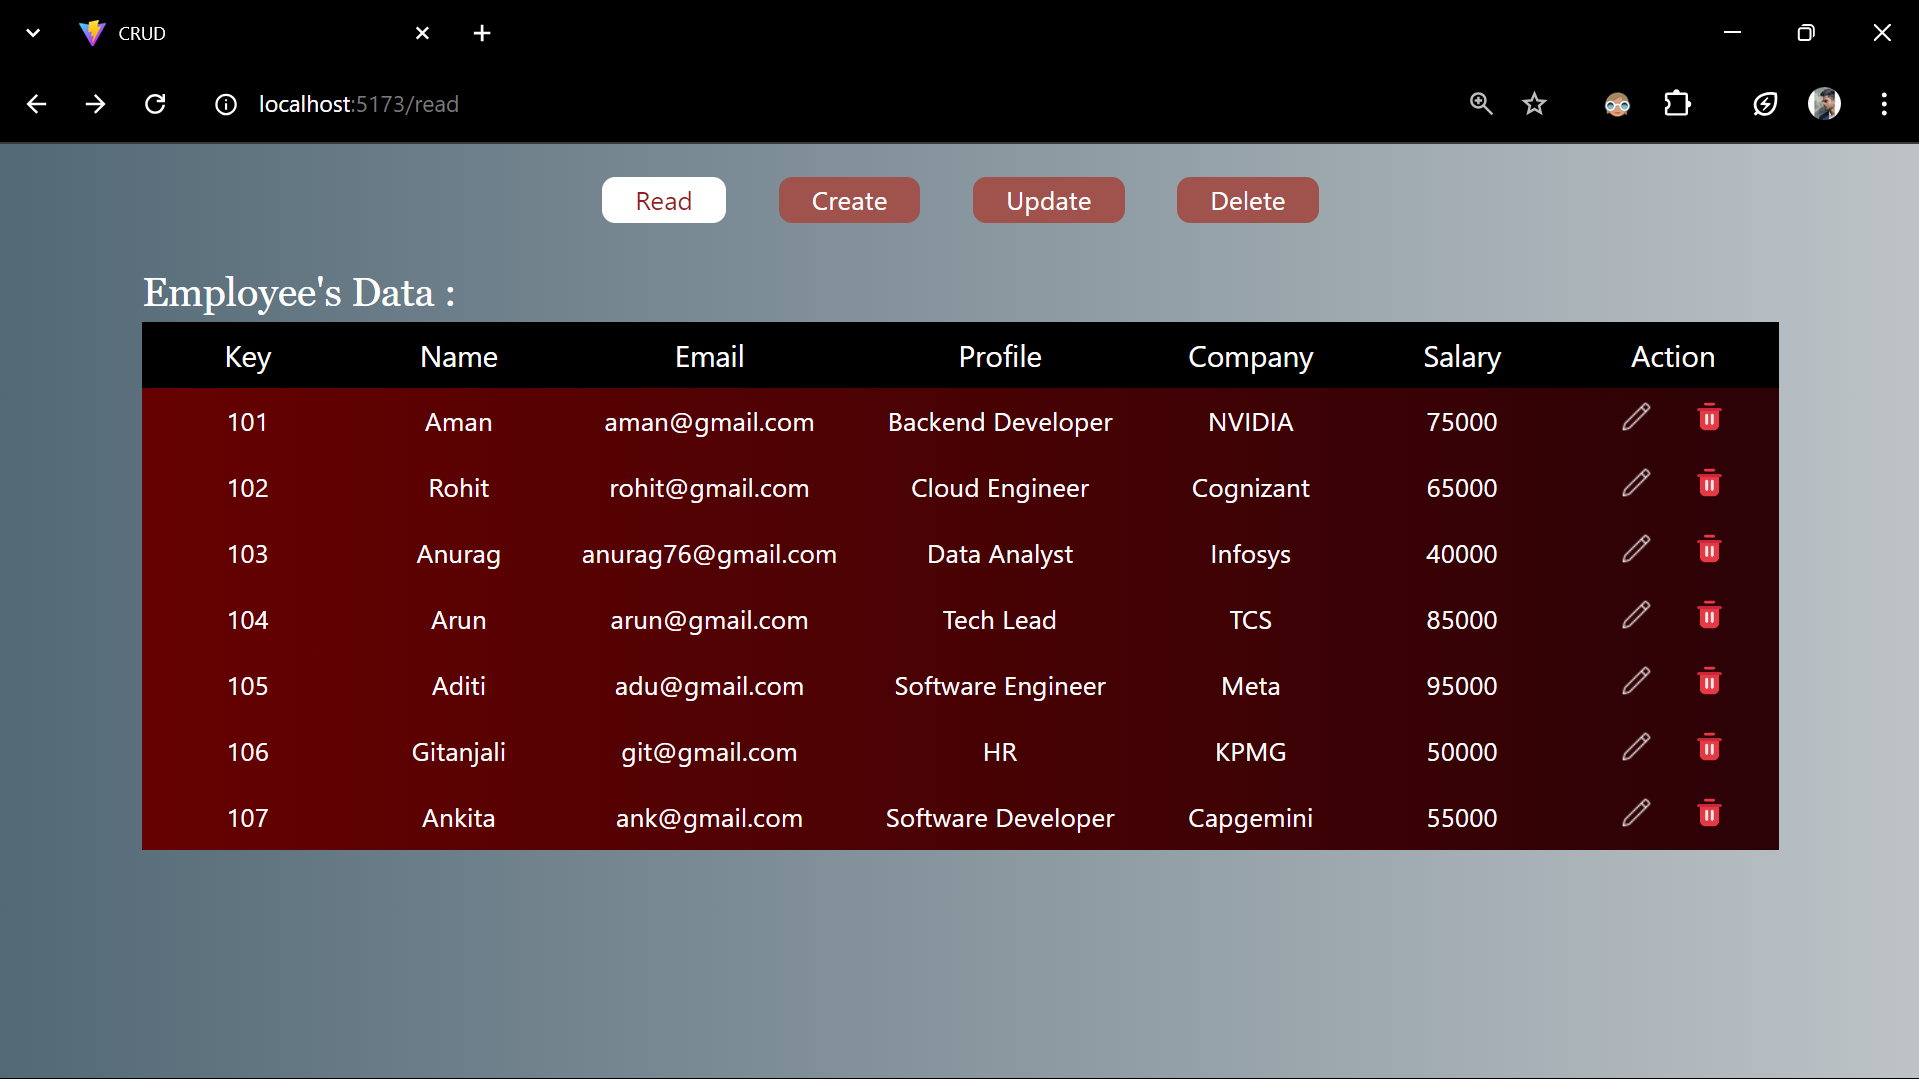 CRUD
localhost:5173/read
Read Create Update Delete
Employee's Data :
Key Name Email Profile Company Salary Action
101 Aman aman@gmail.com Backend Developer NVIDIA 75000
102 Rohit rohit@gmail.com Cloud Engineer Cognizant 65000
103 Anurag anurag76@gmail.com Data Analyst Infosys 40000
104 Arun arun@gmail.com Tech Lead TCS 85000
105 Aditi adu@gmail.com Software Engineer Meta 95000
106 Gitanjali git@gmail.com HR KPMG 50000
107 Ankita ank@gmail.com Software Developer Capgemini 55000